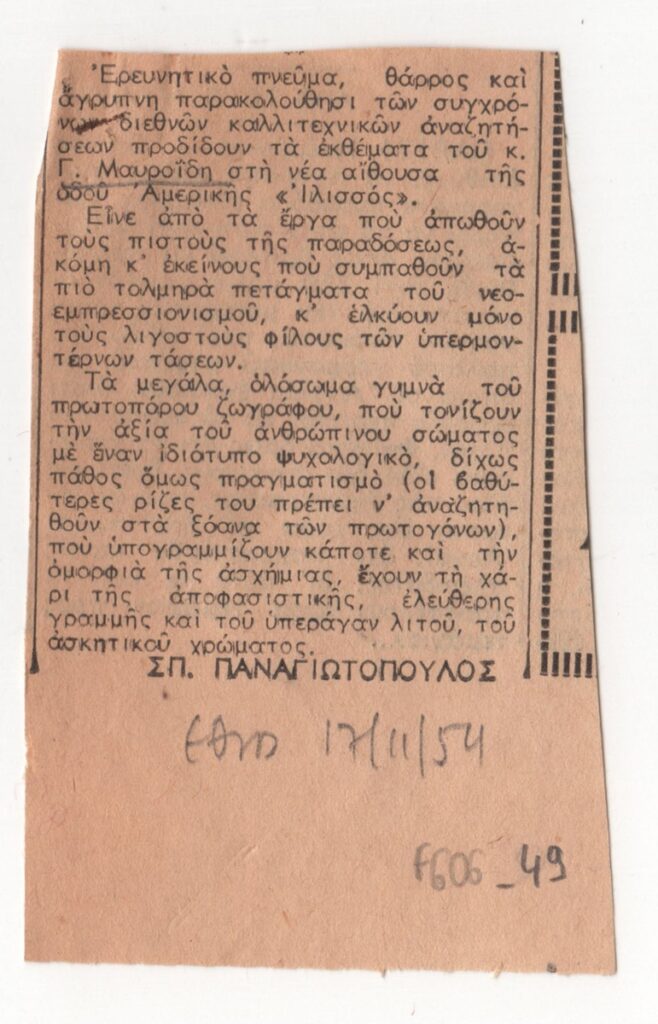 Ἐρευνητικὸ πνεῦμα, θάρρος καὶ
ἄγρυπνη παρακολούθησι τῶν συγχρό-
νων διεθνῶν καλλιτεχνικῶν ἀναζητή-
σεων προδίδουν τὰ ἐκθέματα τοῦ κ.
Γ. Μαυροΐδη στὴ νέα αἴθουσα τῆς
ὁδοῦ Ἀμερικῆς «Ἰλισσός».
Εἶνε ἀπὸ τὰ ἔργα ποὺ ἀπωθοῦν
τοὺς πιστοὺς τῆς παραδόσεως, ἀ-
κόμη κ' ἐκείνους ποὺ συμπαθοῦν τὰ
πιὸ τολμηρὰ πετάγματα τοῦ νεο-
εμπρεσσιονισμοῦ, κ' ἑλκύουν μόνο
τοὺς λιγοστοὺς φίλους τῶν ὑπερμον-
τέρνων τάσεων.
Τὰ μεγάλα, ὁλόσωμα γυμνὰ τοῦ
πρωτοπόρου ζωγράφου, ποὺ τονίζουν
τὴν ἀξία τοῦ ἀνθρώπινου σώματος
μὲ ἕναν ἰδιότυπο ψυχολογικὸ, δίχως
πάθος ὅμως πραγματισμὸ (οἱ βαθύ-
τερες ρίζες του πρέπει ν' ἀναζητη-
θοῦν στὰ ξόανα τῶν πρωτογόνων),
ποὺ ὑπογραμμίζουν κάποτε καὶ τὴν
ὀμορφιὰ τῆς ἀσχήμιας, ἔχουν τὴ χά-
ρι τῆς ἀποφασιστικῆς, ἐλεύθερης
γραμμῆς καὶ τοῦ ὑπεράγαν λιτοῦ, τοῦ
ἀσκητικοῦ χρώματος.
ΣΠ. ΠΑΝΑΓΙΩΤΟΠΟΥΛΟΣ
17/11/54
F606_49